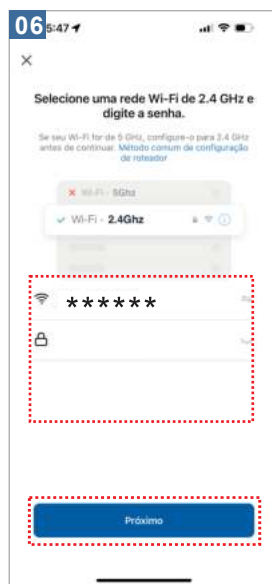 06
5:47
Selecione uma rede Wi-Fi de 2.4 GHz e
digite a senha.
Se seu Wi-Fi for de 5 GHz, configure-o para 2.4 GHz
antes de continuar. Método comum de configuração
de roteador
Wi-Fi - 5Ghz
Wi-Fi - 2.4Ghz
******
Próximo